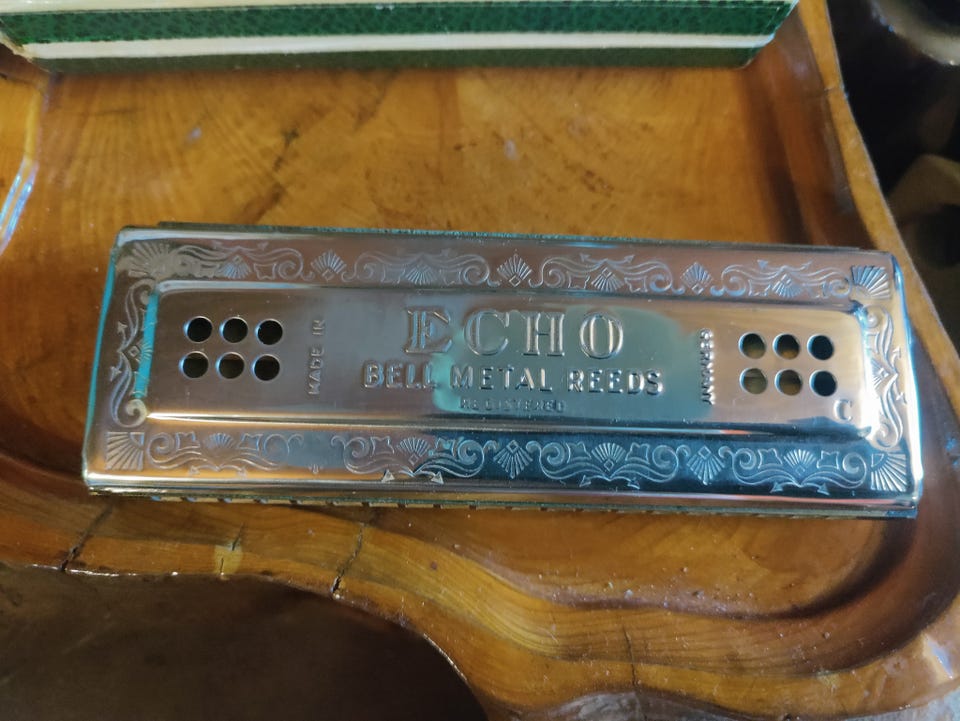 ECHO
BELL METAL REEDS
REGISTERED
MADE IN
GERMANY
C